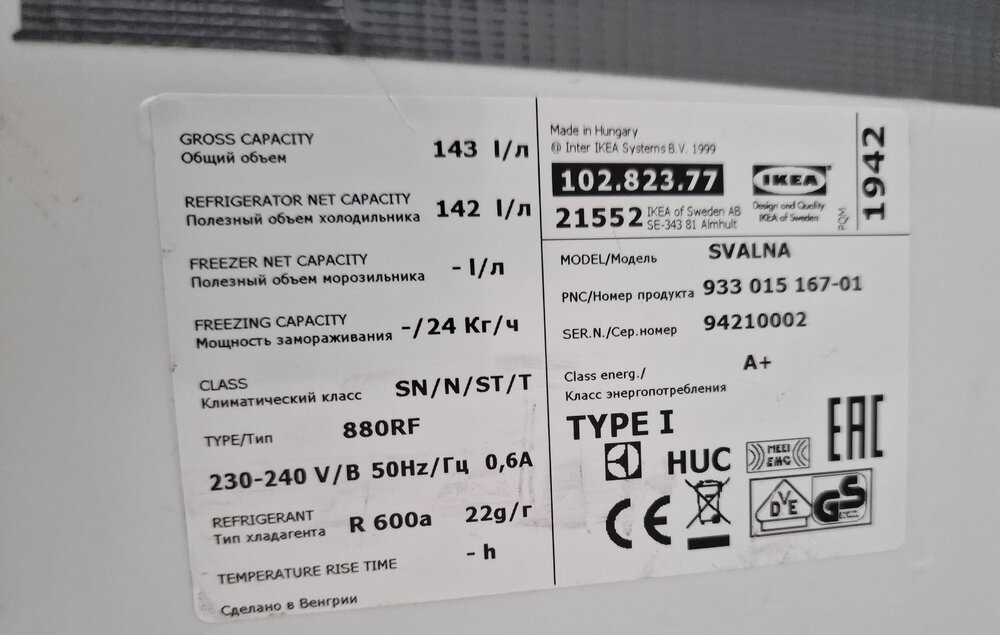 GROSS CAPACITY
Общий объем
143 l/л
REFRIGERATOR NET CAPACITY
Полезный объем холодильника
142 l/л
FREEZER NET CAPACITY
Полезный объем морозильника
- l/л
FREEZING CAPACITY
Мощность замораживания
-/24 Кг/ч
CLASS
Климатический класс
SN/N/ST/T
TYPE/Тип
880RF
230-240 V/В 50Hz/Гц 0,6A
REFRIGERANT
Тип хладагента
R 600a
22g/г
TEMPERATURE RISE TIME
- h
Сделано в Венгрии
Made in Hungary
@ Inter IKEA Systems B.V. 1999
102.823.77
21552
IKEA of Sweden AB
SE-343 81 Almhult
IKEA
Design and Quality
IKEA of Sweden
PQM
1942
MODEL/Модель
SVALNA
PNC/Номер продукта
933 015 167-01
SER.N./Сер.номер
94210002
Class energ./
Класс энергопотребления
A+
TYPE I
HUC
MEEI
EMC
EAC
CE
VDE
GS